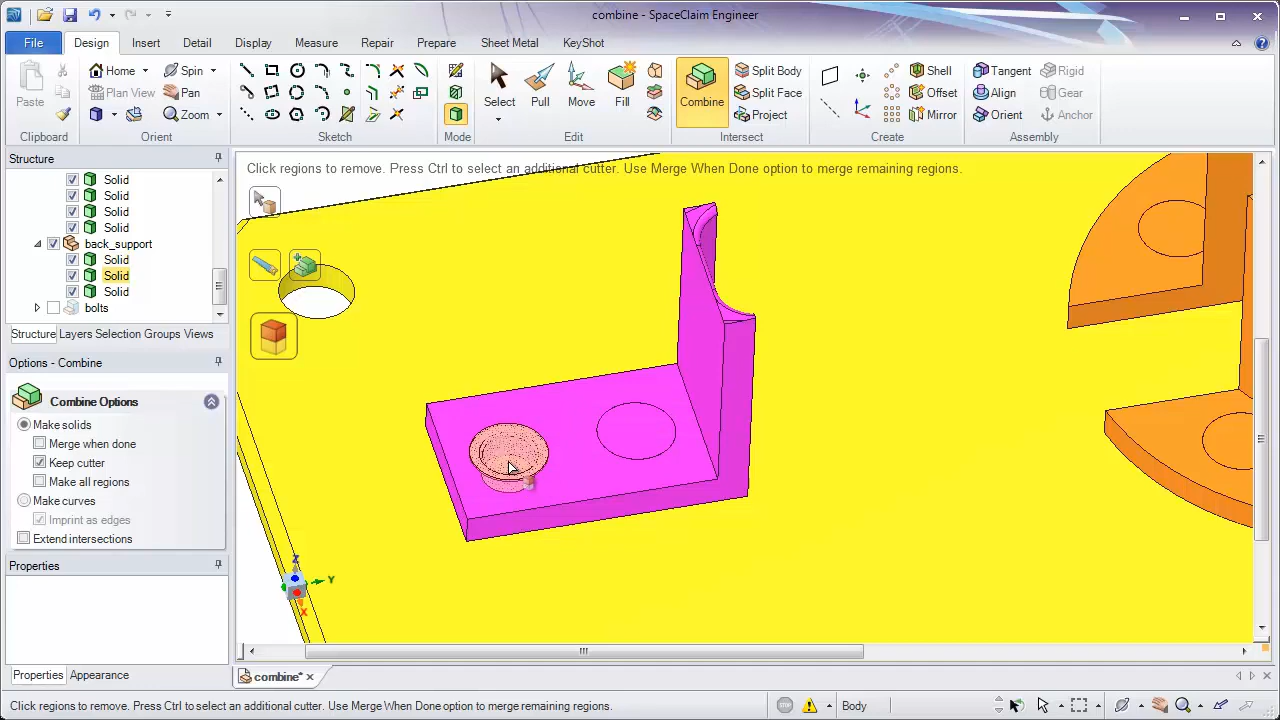 combine - SpaceClaim Engineer
File Design Insert Detail Display Measure Repair Prepare Sheet Metal KeyShot
Paste
Clipboard
Home Spin
Plan View Pan
Zoom
Orient
Sketch
Mode
Select Pull Move Fill
Edit
Combine Split Body
Split Face
Project
Intersect
Shell
Offset
Mirror
Create
Tangent Rigid
Align Gear
Orient Anchor
Assembly
Structure
Solid
Solid
Solid
Solid
back_support
Solid
Solid
Solid
bolts
Structure Layers Selection Groups Views
Options - Combine
Combine Options
Make solids
Merge when done
Keep cutter
Make all regions
Make curves
Imprint as edges
Extend intersections
Properties
Properties Appearance
Click regions to remove. Press Ctrl to select an additional cutter. Use Merge When Done option to merge remaining regions.
Z
Y
X
combine*
Click regions to remove. Press Ctrl to select an additional cutter. Use Merge When Done option to merge remaining regions.
STOP
Body